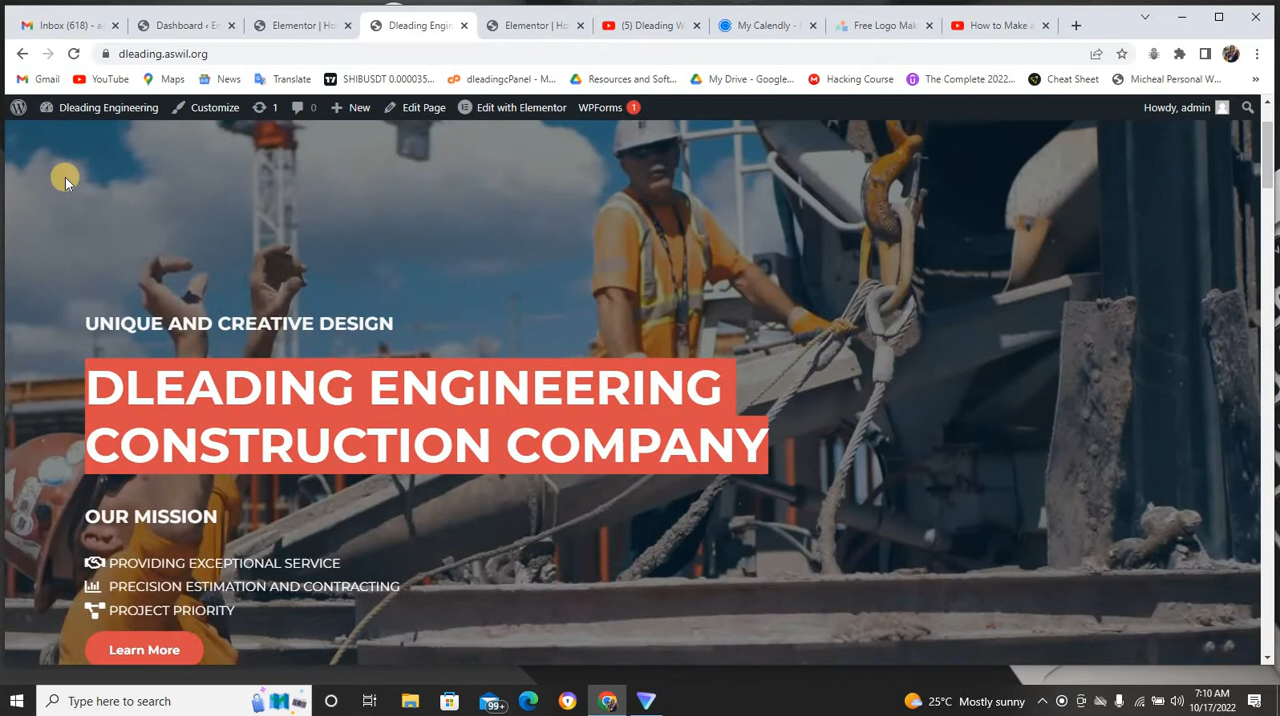 Inbox (618) - a
Dashboard ‹ En
Elementor | Ho
Dleading Engin
Elementor | Ho
(5) Dleading W
My Calendly -
Free Logo Mak
How to Make a
dleading.aswil.org
Gmail
YouTube
Maps
News
Translate
SHIBUSDT 0.000035...
dleadingcPanel - M...
Resources and Soft...
My Drive - Google...
Hacking Course
The Complete 2022...
Cheat Sheet
Micheal Personal W...
Dleading Engineering
Customize
1
0
New
Edit Page
Edit with Elementor
WPForms 1
Howdy, admin
UNIQUE AND CREATIVE DESIGN
DLEADING ENGINEERING
CONSTRUCTION COMPANY
OUR MISSION
PROVIDING EXCEPTIONAL SERVICE
PRECISION ESTIMATION AND CONTRACTING
PROJECT PRIORITY
Learn More
Type here to search
99+
25°C Mostly sunny
7:10 AM
10/17/2022